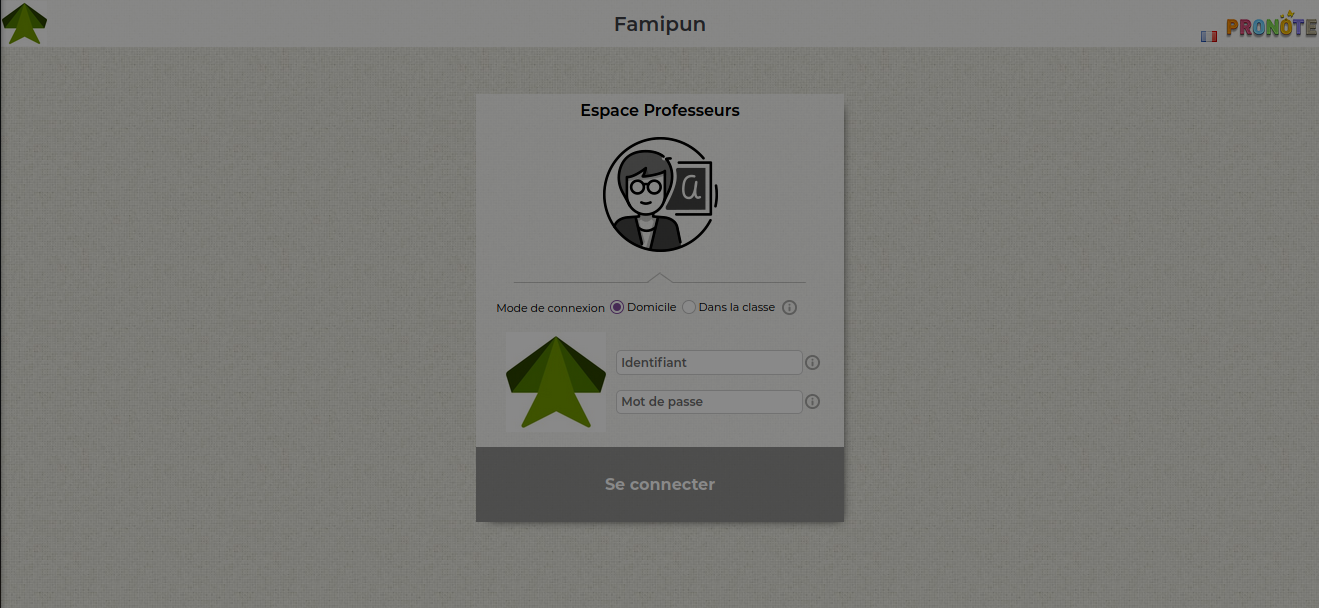 Famipun
PRONOTE
Espace Professeurs
a
Mode de connexion Domicile Dans la classe
Identifiant
Mot de passe
Se connecter